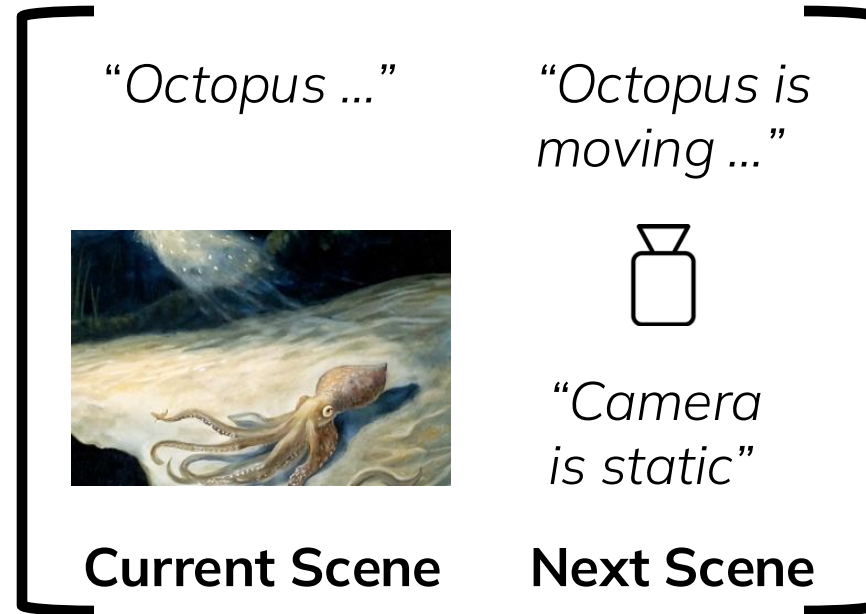 “Octopus ...”
“Octopus is
moving ...”
“Camera
is static”
Current Scene
Next Scene